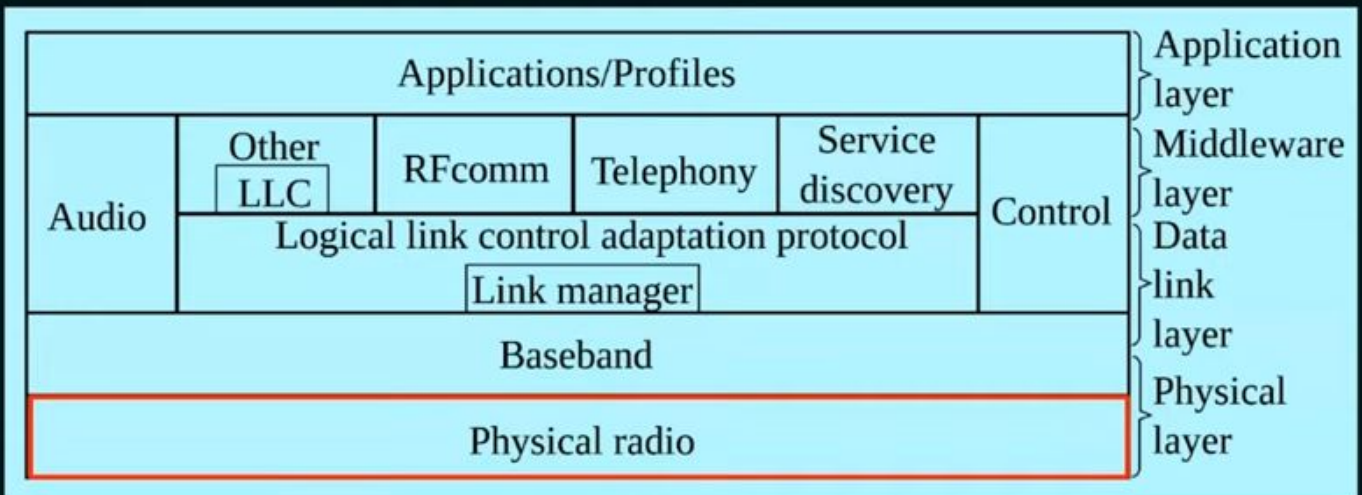 Applications/Profiles
Application
layer
Audio
Other
LLC
RFcomm
Telephony
Service
discovery
Control
Middleware
layer
Logical link control adaptation protocol
Link manager
Data
link
layer
Baseband
Physical radio
Physical
layer